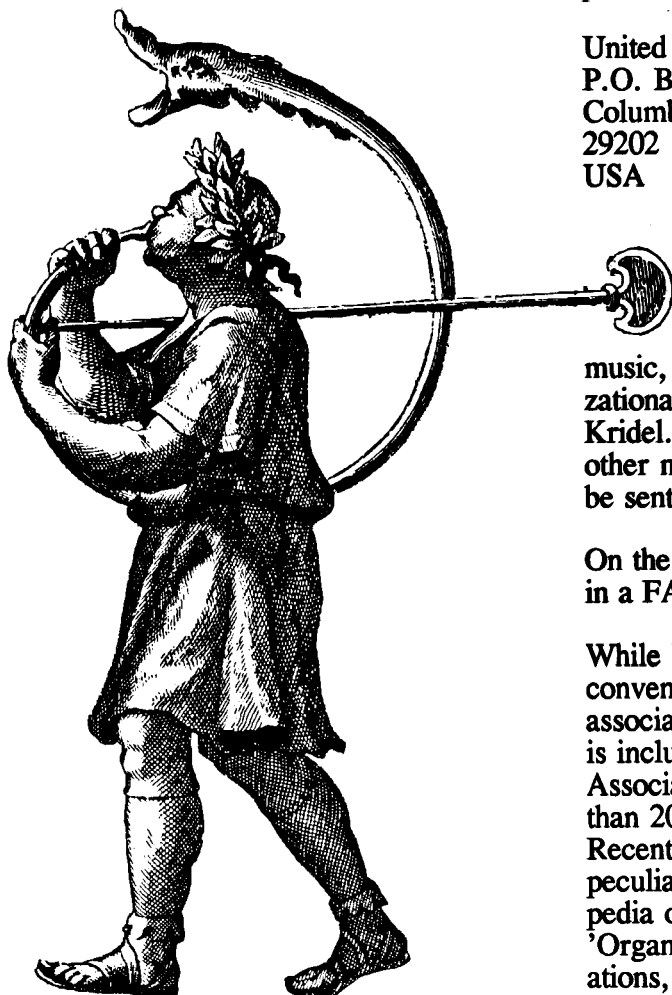 United
P.O. B
Columb
29202
USA
music,
zationa
Kridel.
other n
be sent
On the
in a FA
While
conven
associa
is inclu
Associa
than 20
Recent
peculia
pedia o
'Organ
ations,